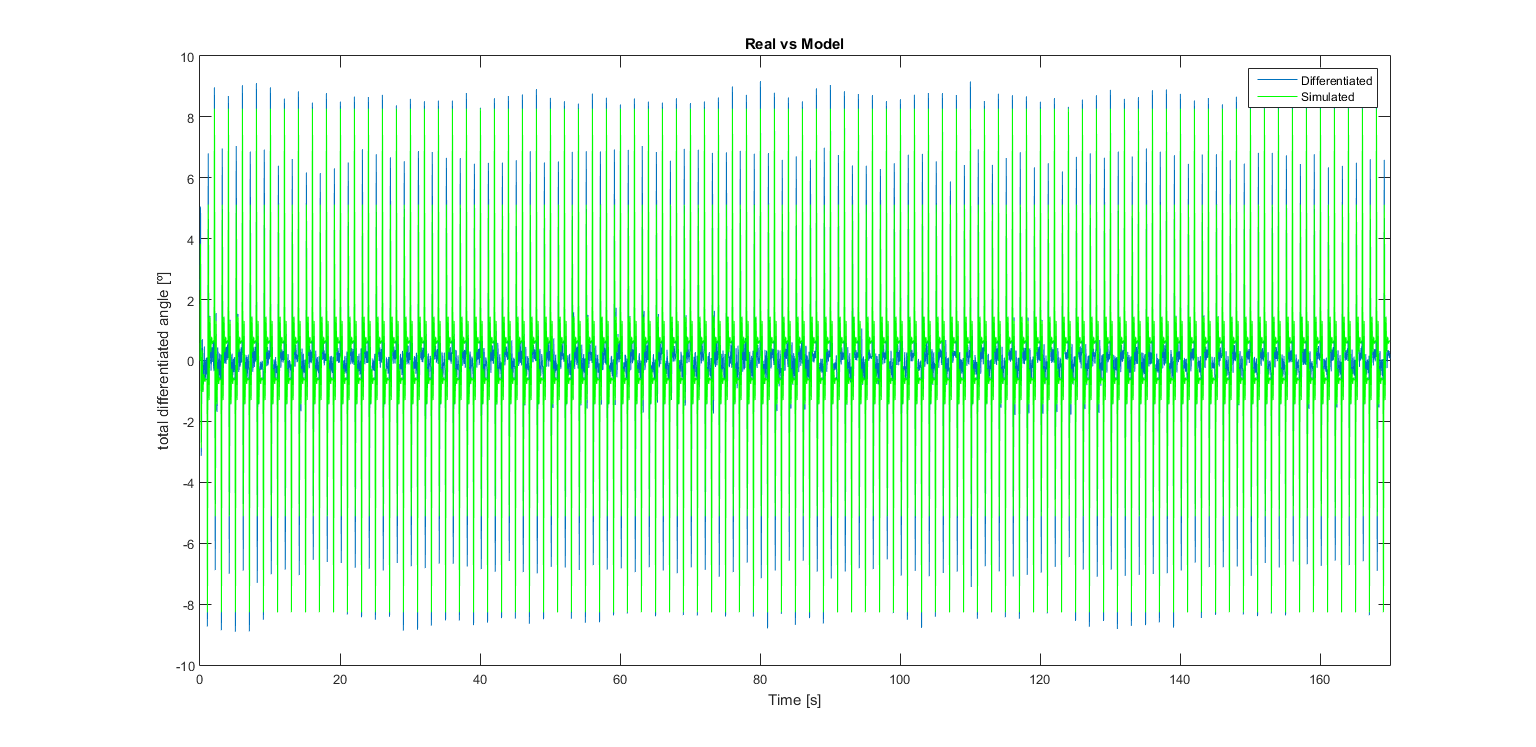 Real vs Model
10
8
6
4
2
0
-2
-4
-6
-8
-10
total differentiated angle [º]
Differentiated
Simulated
0 20 40 60 80 100 120 140 160
Time [s]